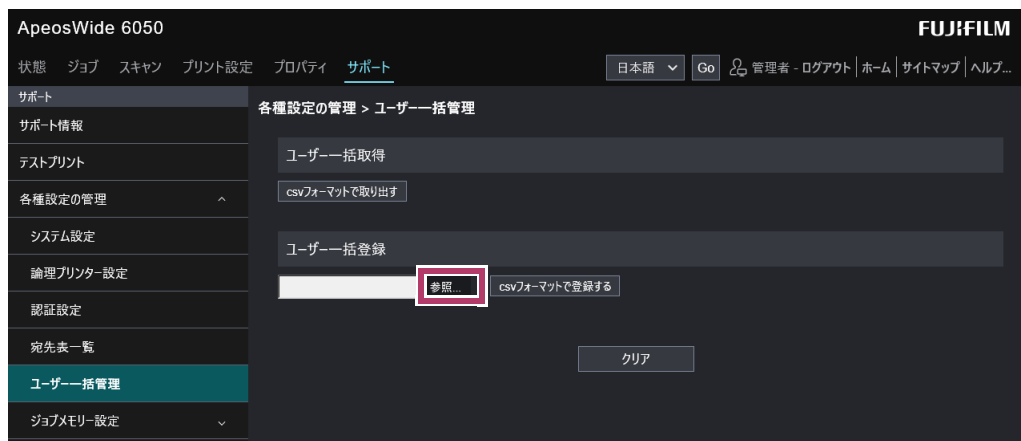 ApeosWide 6050
FUJIFILM
状態 ジョブ スキャン プリント設定 プロパティ サポート
日本語 Go 管理者 - ログアウト ホーム サイトマップ ヘルプ...
サポート
サポート情報
テストプリント
各種設定の管理
システム設定
論理プリンター設定
認証設定
宛先表一覧
ユーザー一括管理
ジョブメモリー設定
各種設定の管理 > ユーザー一括管理
ユーザー一括取得
csvフォーマットで取り出す
ユーザー一括登録
参照... csvフォーマットで登録する
クリア